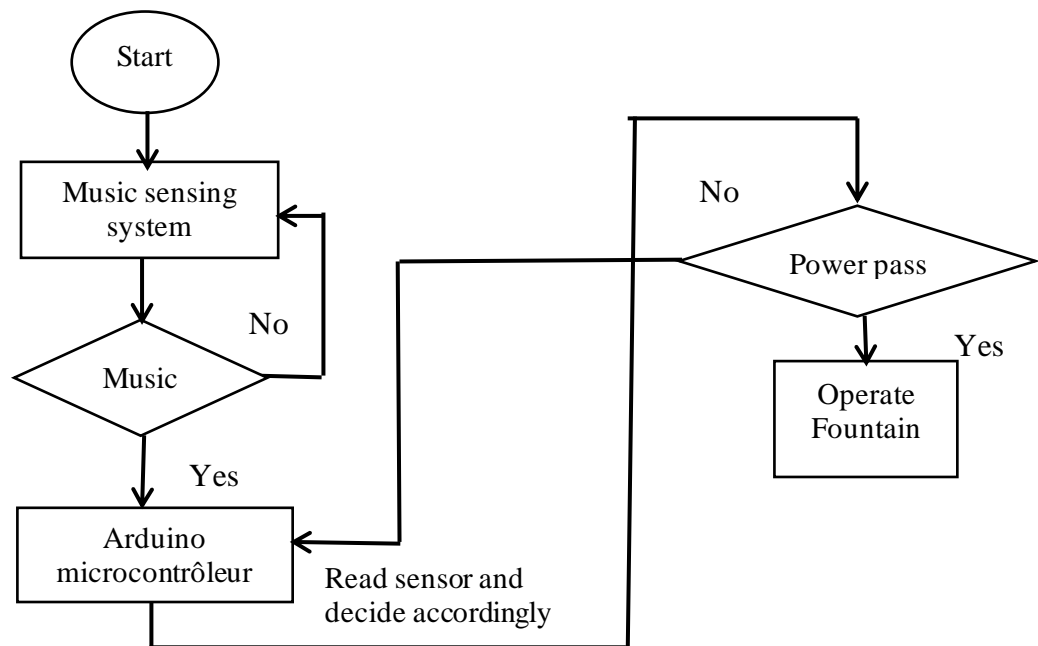 Start
Music sensing
system
No
Music
Yes
Arduino
microcontrôleur
Read sensor and
decide accordingly
No
Power pass
Yes
Operate
Fountain